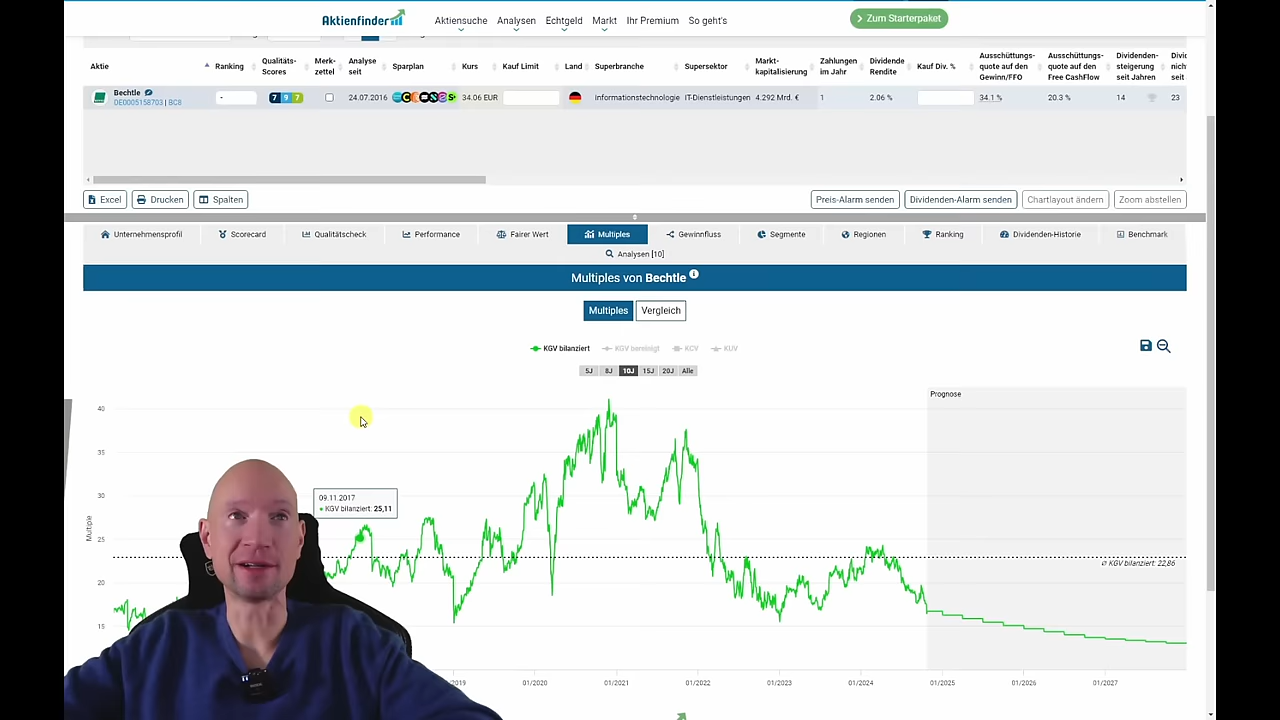 Aktienfinder
Aktiensuche Analysen Echtgeld Markt Ihr Premium So geht's
Zum Starterpaket
Aktie Ranking Qualitäts-Scores Merk-zettel Analyse seit Sparplan Kurs Kauf Limit Land Superbranche Supersektor Markt-kapitalisierung Zahlungen im Jahr Dividende Rendite Kauf Div. % Ausschüttungs-quote auf den Gewinn/FFO Ausschüttungs-quote auf den Free CashFlow Dividenden-steigerung seit Jahren
Bechtle
DE0005158703 | BC8
- 7 9 7 24.07.2016 34.06 EUR Informationstechnologie IT-Dienstleistungen 4.292 Mrd. € 1 2.06 % 34.1 % 20.3 % 14 23
Excel Drucken Spalten Preis-Alarm senden Dividenden-Alarm senden Chartlayout ändern Zoom abstellen
Unternehmensprofil Scorecard Qualitätscheck Performance Fairer Wert Multiples Gewinnfluss Segmente Regionen Ranking Dividenden-Historie Benchmark
Analysen [10]
Multiples von Bechtle
Multiples Vergleich
KGV bilanziert KGV bereinigt KCV KUV
5J 8J 10J 15J 20J Alle
Prognose
40
35
30
25
20
15
Multiple
09.11.2017
KGV bilanziert: 25,11
Ø KGV bilanziert: 22,86
/2019 01/2020 01/2021 01/2022 01/2023 01/2024 01/2025 01/2026 01/2027